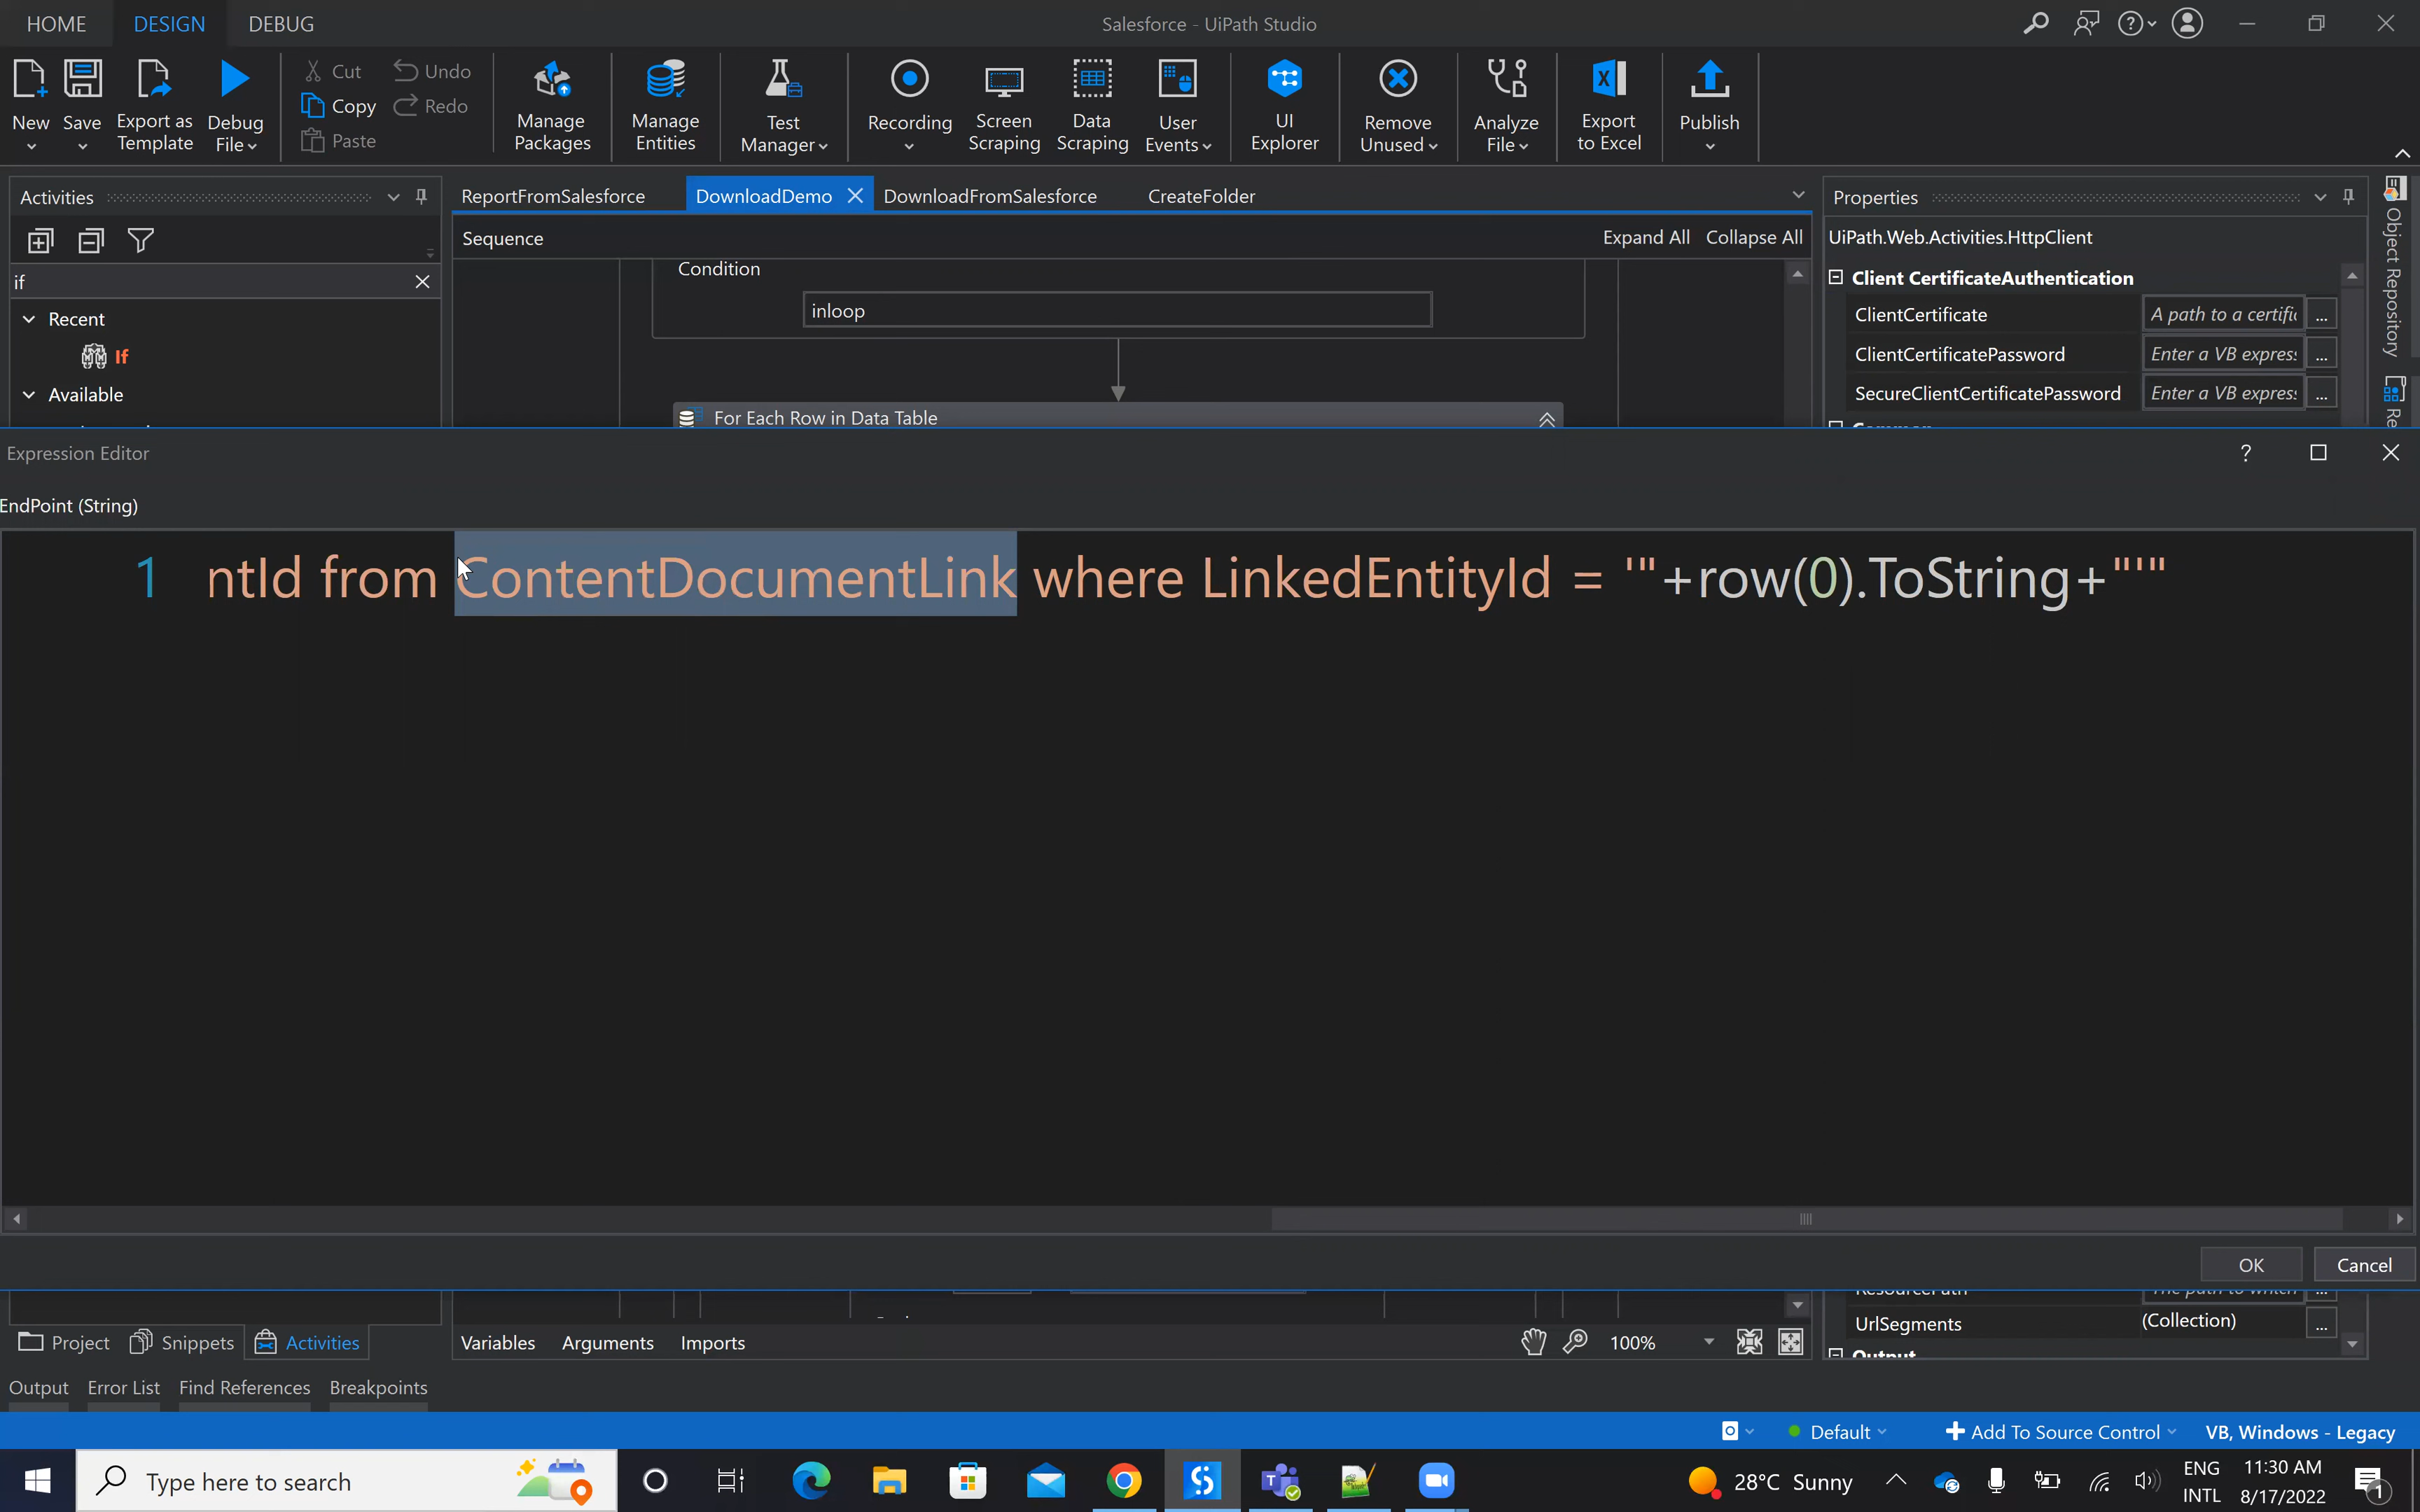 HOME DESIGN DEBUG Salesforce - UiPath Studio
New Save Export as Template Debug File
Cut Undo
Copy Redo
Paste
Manage Packages
Manage Entities
Test Manager
Recording
Screen Scraping
Data Scraping
User Events
UI Explorer
Remove Unused
Analyze File
Export to Excel
Publish
Activities
if
Recent
If
Available
ReportFromSalesforce DownloadDemo DownloadFromSalesforce CreateFolder
Sequence Expand All Collapse All
Condition
inloop
For Each Row in Data Table
Properties
UiPath.Web.Activities.HttpClient
Client CertificateAuthentication
ClientCertificate A path to a certific ...
ClientCertificatePassword Enter a VB express ...
SecureClientCertificatePassword Enter a VB express ...
Object Repository
Re
Expression Editor ?
EndPoint (String)
1 ntId from ContentDocumentLink where LinkedEntityId = '"+row(0).ToString+"'"
OK Cancel
UrlSegments (Collection) ...
Output
Project Snippets Activities
Variables Arguments Imports 100%
Output Error List Find References Breakpoints
Default Add To Source Control VB, Windows - Legacy
Type here to search
28°C Sunny
ENG
INTL
11:30 AM
8/17/2022
1